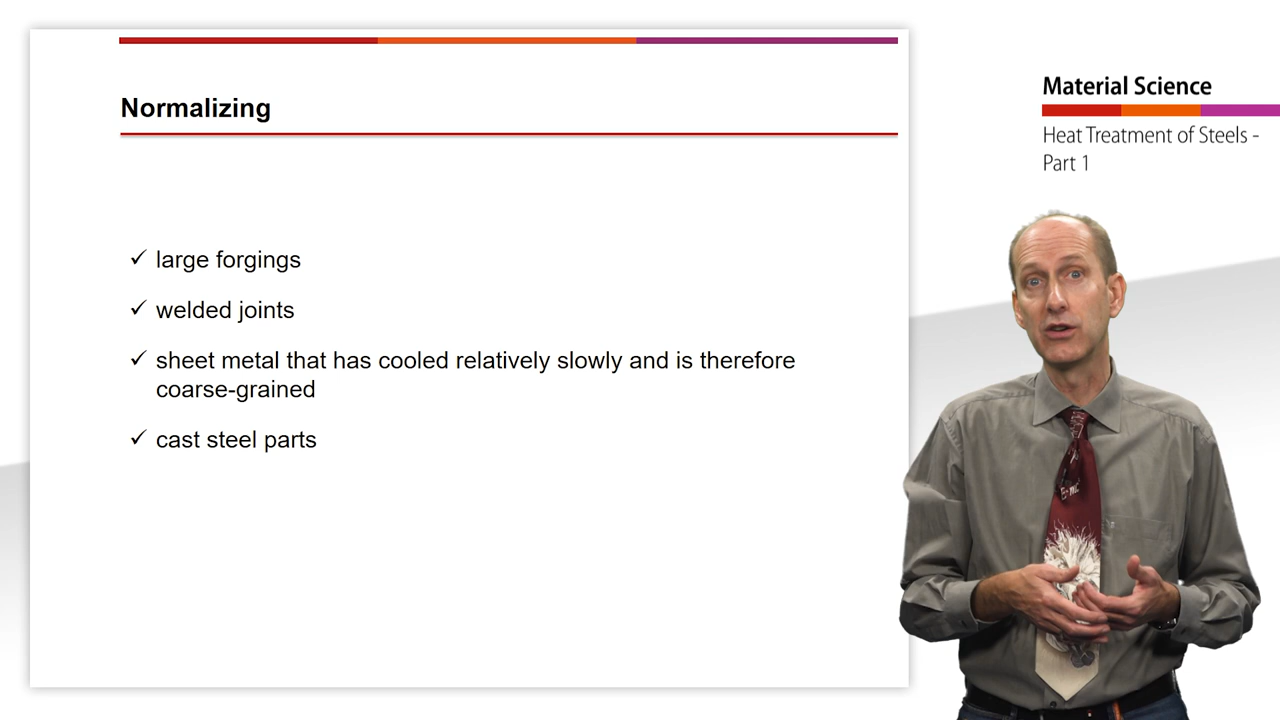 Normalizing
✓ large forgings
✓ welded joints
✓ sheet metal that has cooled relatively slowly and is therefore
coarse-grained
✓ cast steel parts
Material Science
Heat Treatment of Steels -
Part 1